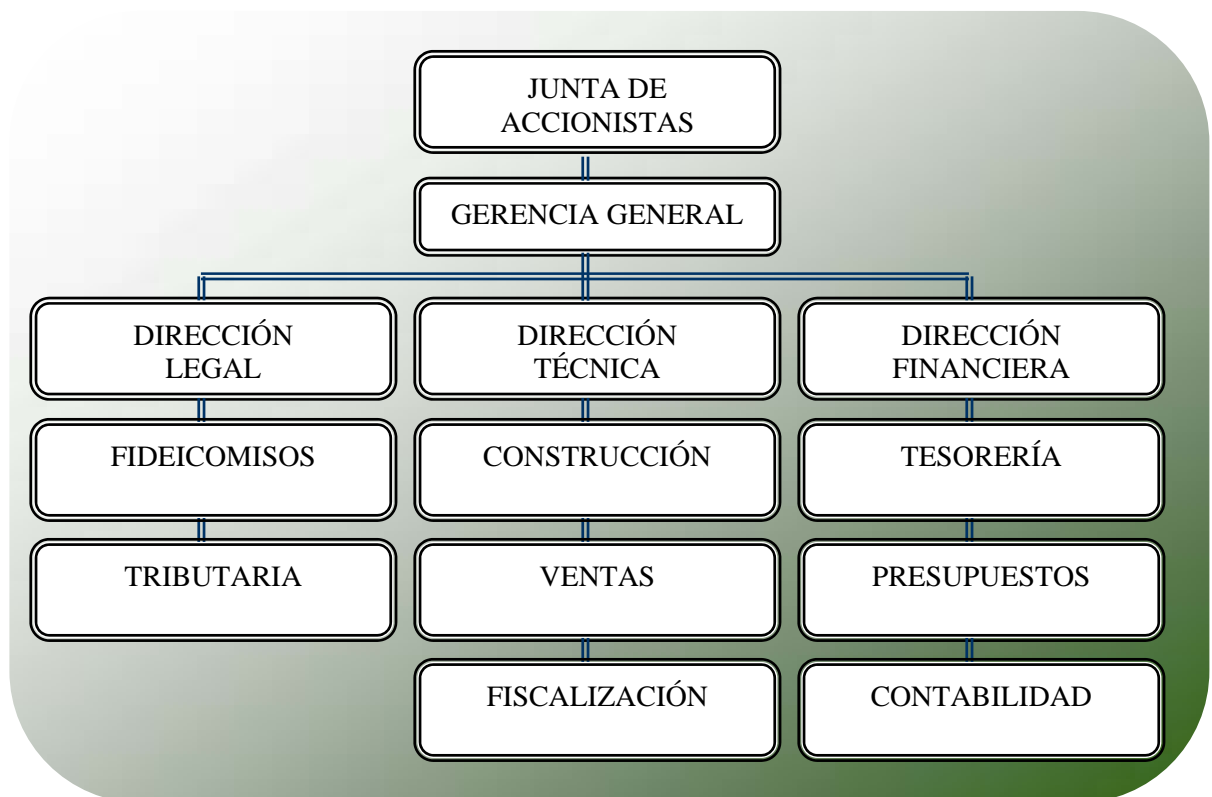 JUNTA DE
ACCIONISTAS
GERENCIA GENERAL
DIRECCIÓN
LEGAL
DIRECCIÓN
TÉCNICA
DIRECCIÓN
FINANCIERA
FIDEICOMISOS
CONSTRUCCIÓN
TESORERÍA
TRIBUTARIA
VENTAS
PRESUPUESTOS
FISCALIZACIÓN
CONTABILIDAD